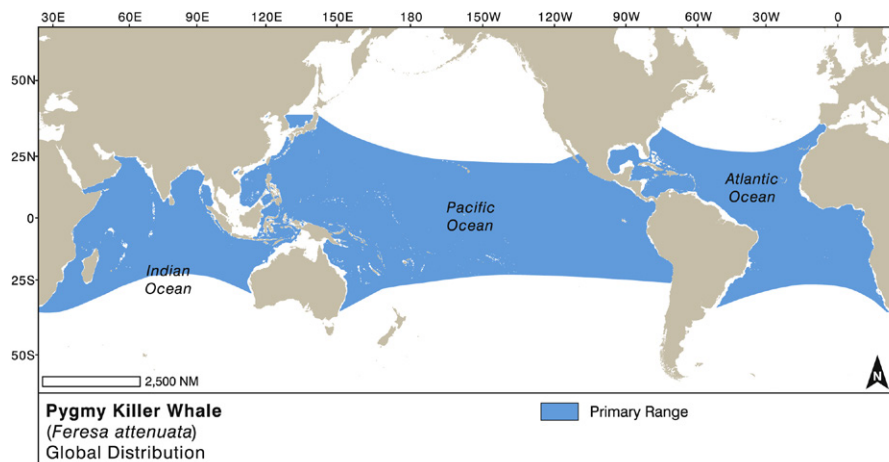 30E 60E 90E 120E 150E 180 150W 120W 90W 60W 30W 0
50N
25N
0
25S
50S
Indian
Ocean
Pacific
Ocean
Atlantic
Ocean
2,500 NM
N
Pygmy Killer Whale
(Feresa attenuata)
Global Distribution
Primary Range